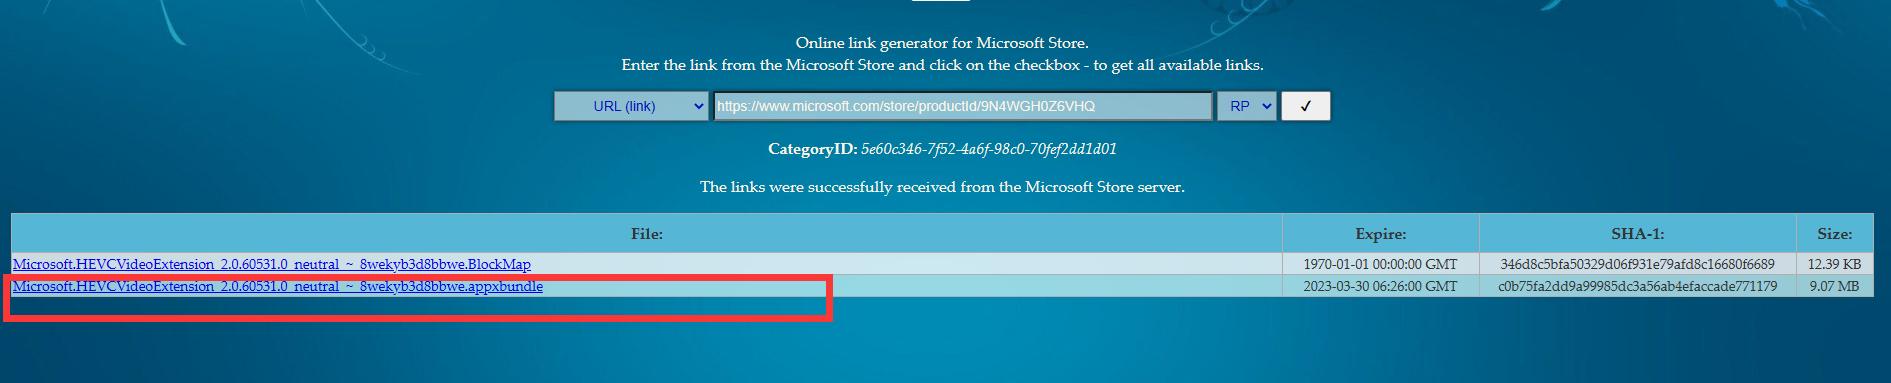 Online link generator for Microsoft Store.
Enter the link from the Microsoft Store and click on the checkbox - to get all available links.
URL (link) https://www.microsoft.com/store/productId/9N4WGH0Z6VHQ RP ✓
CategoryID: 5e60c346-7f52-4a6f-98c0-70fef2dd1d01
The links were successfully received from the Microsoft Store server.
File: Expire: SHA-1: Size:
Microsoft.HEVCVideoExtension_2.0.60531.0_neutral_~_8wekyb3d8bbwe.BlockMap 1970-01-01 00:00:00 GMT 346d8c5bfa50329d06f931e79afd8c16680f6689 12.39 KB
Microsoft.HEVCVideoExtension_2.0.60531.0_neutral_~_8wekyb3d8bbwe.appxbundle 2023-03-30 06:26:00 GMT c0b75fa2dd9a99985dc3a56ab4efaccade771179 9.07 MB